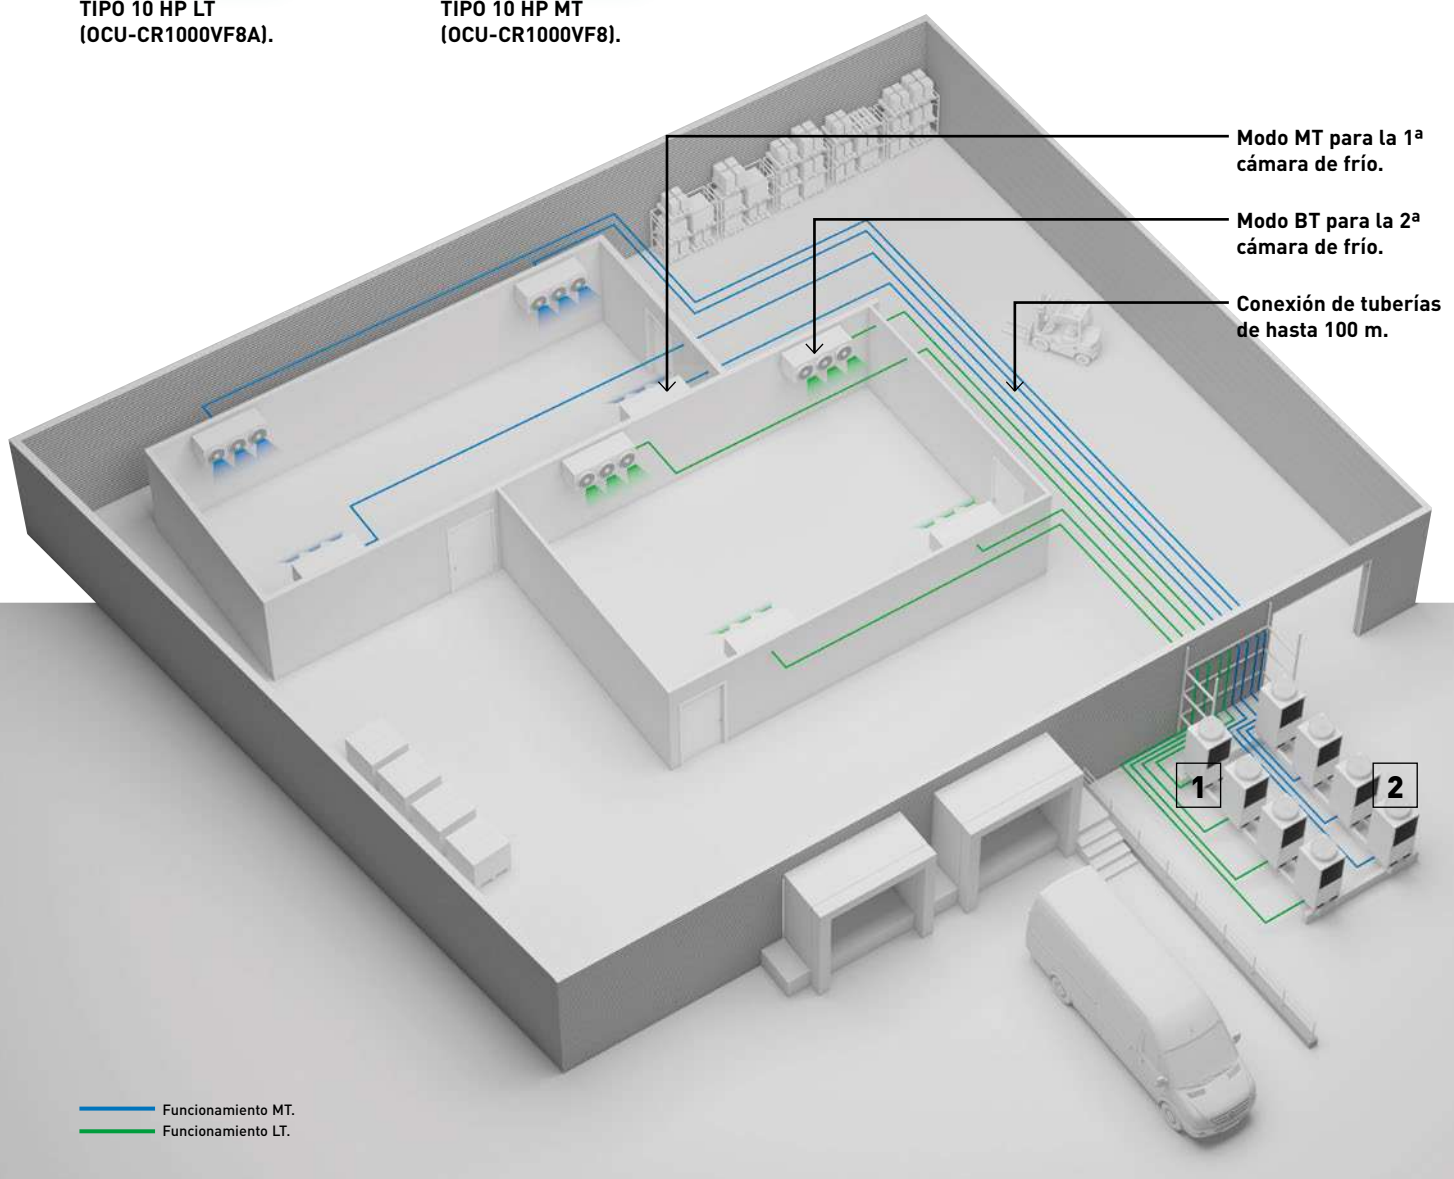 TIPO 10 HP LT
(OCU-CR1000VF8A).
TIPO 10 HP MT
(OCU-CR1000VF8).
Modo MT para la 1ª
cámara de frío.
Modo BT para la 2ª
cámara de frío.
Conexión de tuberías
de hasta 100 m.
1
2
Funcionamiento MT.
Funcionamiento LT.